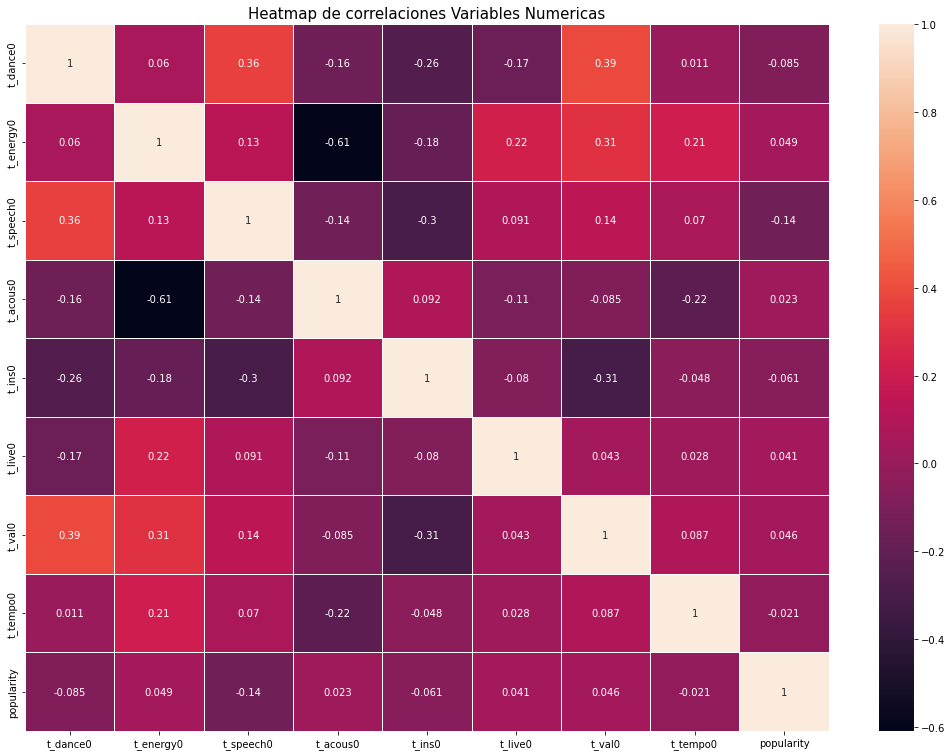 Heatmap de correlaciones Variables Numericas
t_dance0 1 0.06 0.36 -0.16 -0.26 -0.17 0.39 0.011 -0.085
t_energy0 0.06 1 0.13 -0.61 -0.18 0.22 0.31 0.21 0.049
t_speech0 0.36 0.13 1 -0.14 -0.3 0.091 0.14 0.07 -0.14
t_acous0 -0.16 -0.61 -0.14 1 0.092 -0.11 -0.085 -0.22 0.023
t_ins0 -0.26 -0.18 -0.3 0.092 1 -0.08 -0.31 -0.048 -0.061
t_live0 -0.17 0.22 0.091 -0.11 -0.08 1 0.043 0.028 0.041
t_val0 0.39 0.31 0.14 -0.085 -0.31 0.043 1 0.087 0.046
t_tempo0 0.011 0.21 0.07 -0.22 -0.048 0.028 0.087 1 -0.021
popularity -0.085 0.049 -0.14 0.023 -0.061 0.041 0.046 -0.021 1
t_dance0 t_energy0 t_speech0 t_acous0 t_ins0 t_live0 t_val0 t_tempo0 popularity
1.0
0.8
0.6
0.4
0.2
0.0
−0.2
−0.4
−0.6